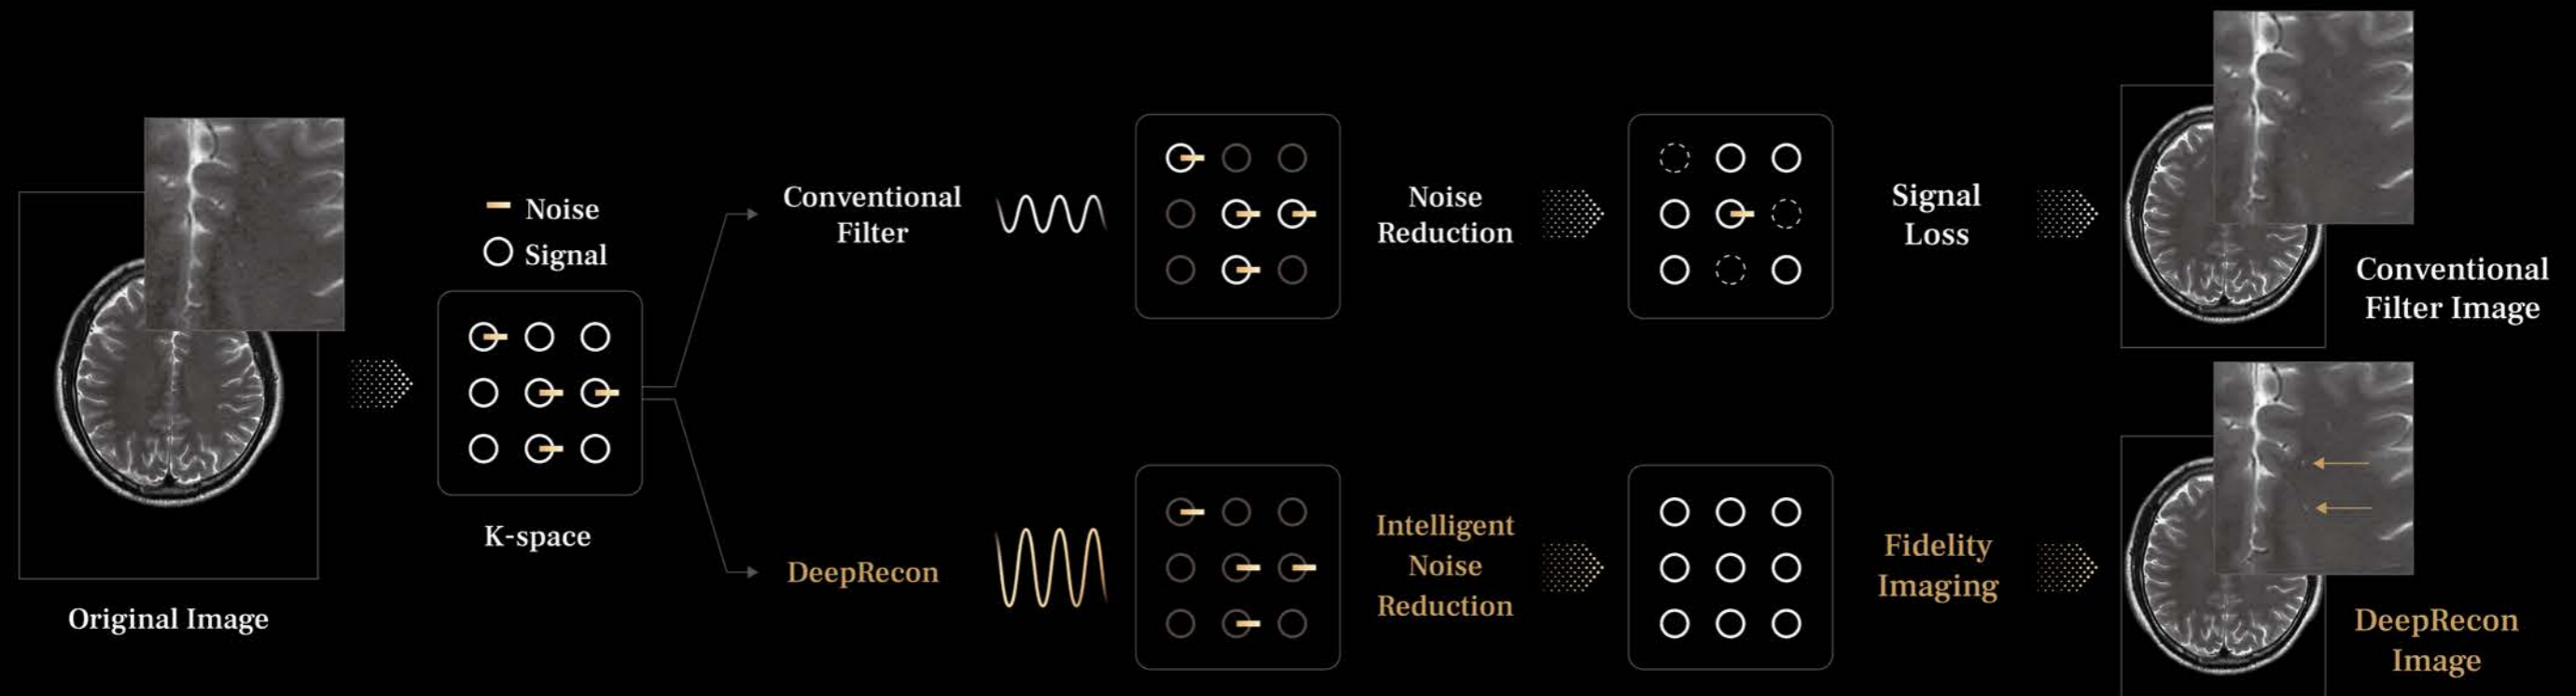 Original Image
Noise
Signal
K-space
Conventional
Filter
Noise
Reduction
Signal
Loss
Conventional
Filter Image
DeepRecon
Intelligent
Noise
Reduction
Fidelity
Imaging
DeepRecon
Image